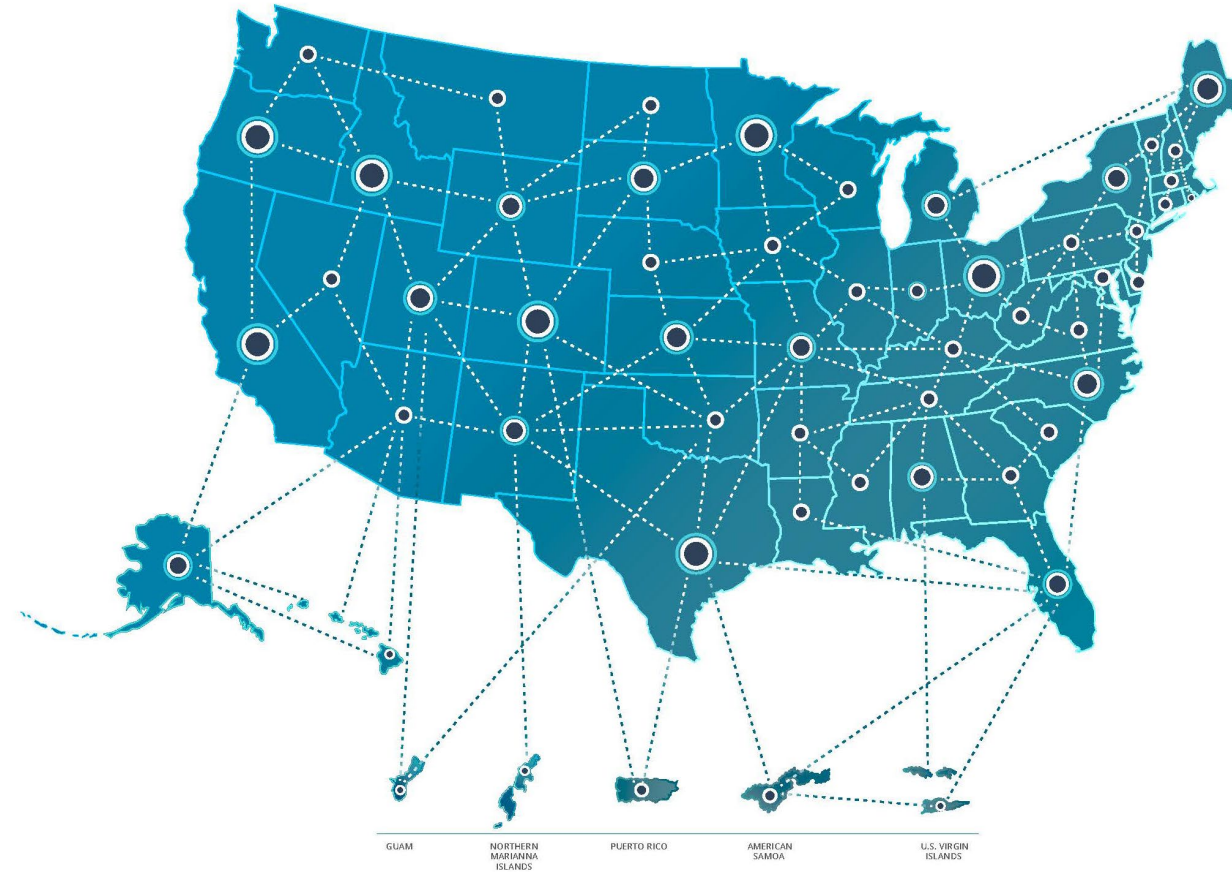 GUAM
NORTHERN
MARIANNA
ISLANDS
PUERTO RICO
AMERICAN
SAMOA
U.S. VIRGIN
ISLANDS